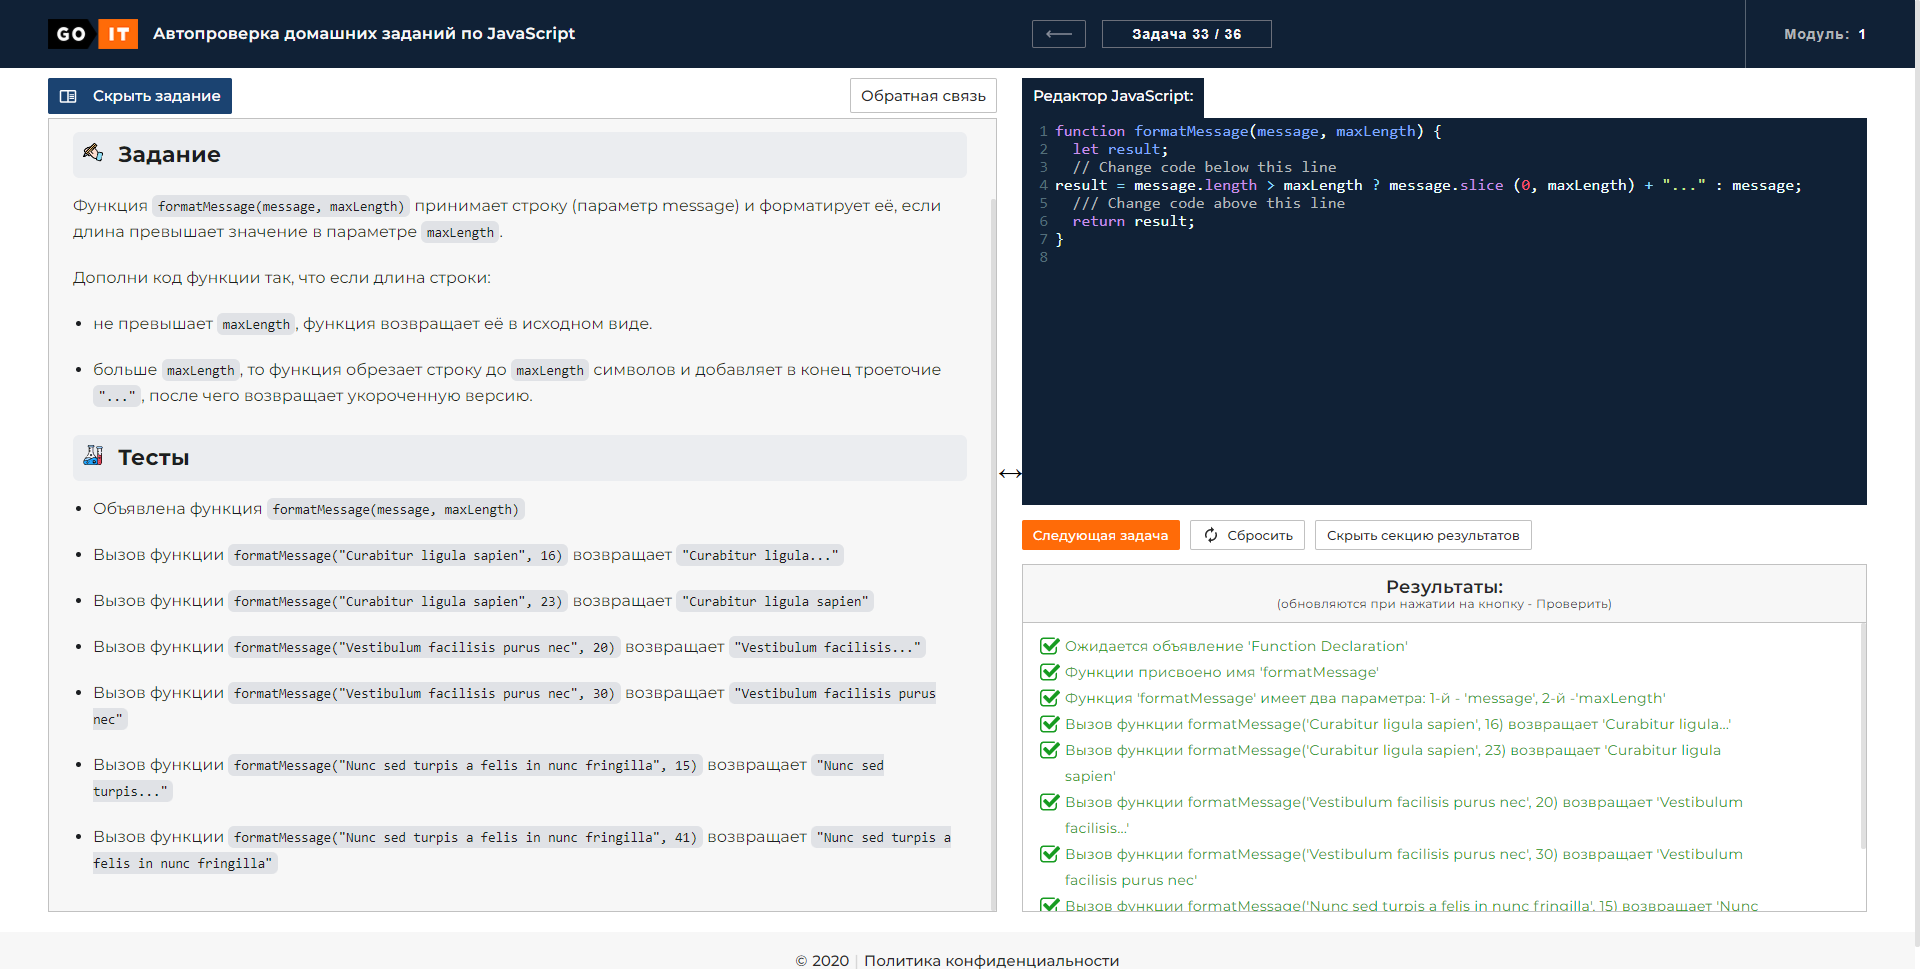 GO IT Автопроверка домашних заданий по JavaScript
Задача 33 / 36
Модуль: 1
Скрыть задание
Обратная связь
Задание
Функция formatMessage(message, maxLength) принимает строку (параметр message) и форматирует её, если
длина превышает значение в параметре maxLength.
Дополни код функции так, что если длина строки:
• не превышает maxLength, функция возвращает её в исходном виде.
• больше maxLength, то функция обрезает строку до maxLength символов и добавляет в конец троеточие
"...", после чего возвращает укороченную версию.
Тесты
• Объявлена функция formatMessage(message, maxLength)
• Вызов функции formatMessage("Curabitur ligula sapien", 16) возвращает "Curabitur ligula..."
• Вызов функции formatMessage("Curabitur ligula sapien", 23) возвращает "Curabitur ligula sapien"
• Вызов функции formatMessage("Vestibulum facilisis purus nec", 20) возвращает "Vestibulum facilisis..."
• Вызов функции formatMessage("Vestibulum facilisis purus nec", 30) возвращает "Vestibulum facilisis purus
nec"
• Вызов функции formatMessage("Nunc sed turpis a felis in nunc fringilla", 15) возвращает "Nunc sed
turpis..."
• Вызов функции formatMessage("Nunc sed turpis a felis in nunc fringilla", 41) возвращает "Nunc sed turpis a
felis in nunc fringilla"
Редактор JavaScript:
1 function formatMessage(message, maxLength) {
2 let result;
3 // Change code below this line
4 result = message.length > maxLength ? message.slice (0, maxLength) + "..." : message;
5 /// Change code above this line
6 return result;
7 }
8
Следующая задача
Сбросить
Скрыть секцию результатов
Результаты:
(обновляются при нажатии на кнопку - Проверить)
Ожидается объявление 'Function Declaration'
Функции присвоено имя 'formatMessage'
Функция 'formatMessage' имеет два параметра: 1-й - 'message', 2-й -'maxLength'
Вызов функции formatMessage('Curabitur ligula sapien', 16) возвращает 'Curabitur ligula...'
Вызов функции formatMessage('Curabitur ligula sapien', 23) возвращает 'Curabitur ligula
sapien'
Вызов функции formatMessage('Vestibulum facilisis purus nec', 20) возвращает 'Vestibulum
facilisis...'
Вызов функции formatMessage('Vestibulum facilisis purus nec', 30) возвращает 'Vestibulum
facilisis purus nec'
Вызов функции formatMessage('Nunc sed turpis a felis in nunc fringilla', 15) возвращает 'Nunc
© 2020 | Политика конфиденциальности